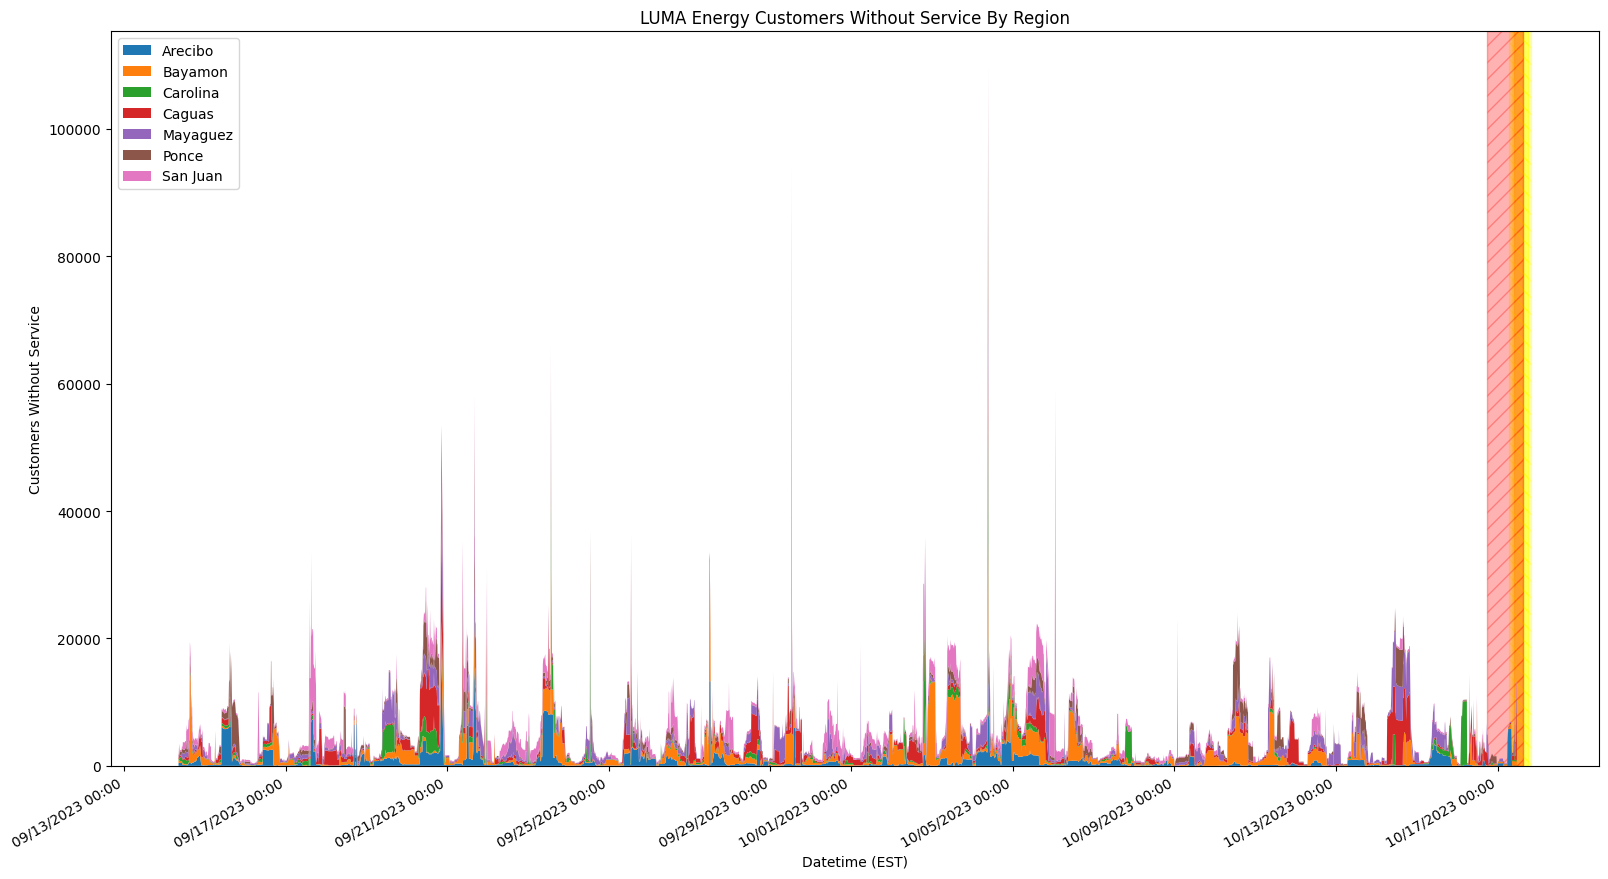 LUMA Energy Customers Without Service By Region
Arecibo
Bayamon
Carolina
Caguas
Mayaguez
Ponce
San Juan
100000
80000
60000
40000
20000
0
Customers Without Service
09/13/2023 00:00
09/17/2023 00:00
09/21/2023 00:00
09/25/2023 00:00
09/29/2023 00:00
10/01/2023 00:00
10/05/2023 00:00
10/09/2023 00:00
10/13/2023 00:00
10/17/2023 00:00
Datetime (EST)